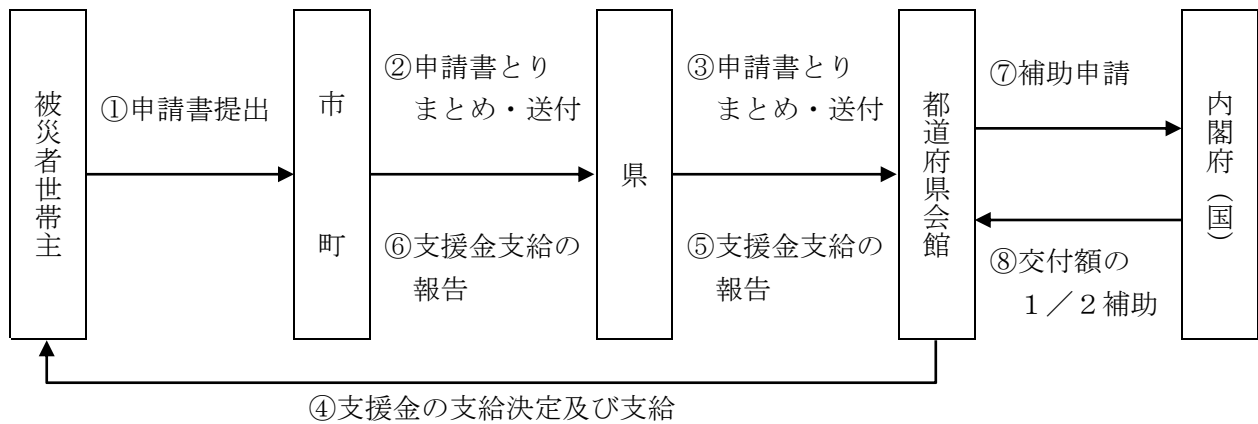 被災者世帯主
①申請書提出
市町
②申請書とり
まとめ・送付
⑥支援金支給の
報告
県
③申請書とり
まとめ・送付
⑤支援金支給の
報告
都道府県会館
⑦補助申請
⑧交付額の
1/2補助
内閣府(国)
④支援金の支給決定及び支給